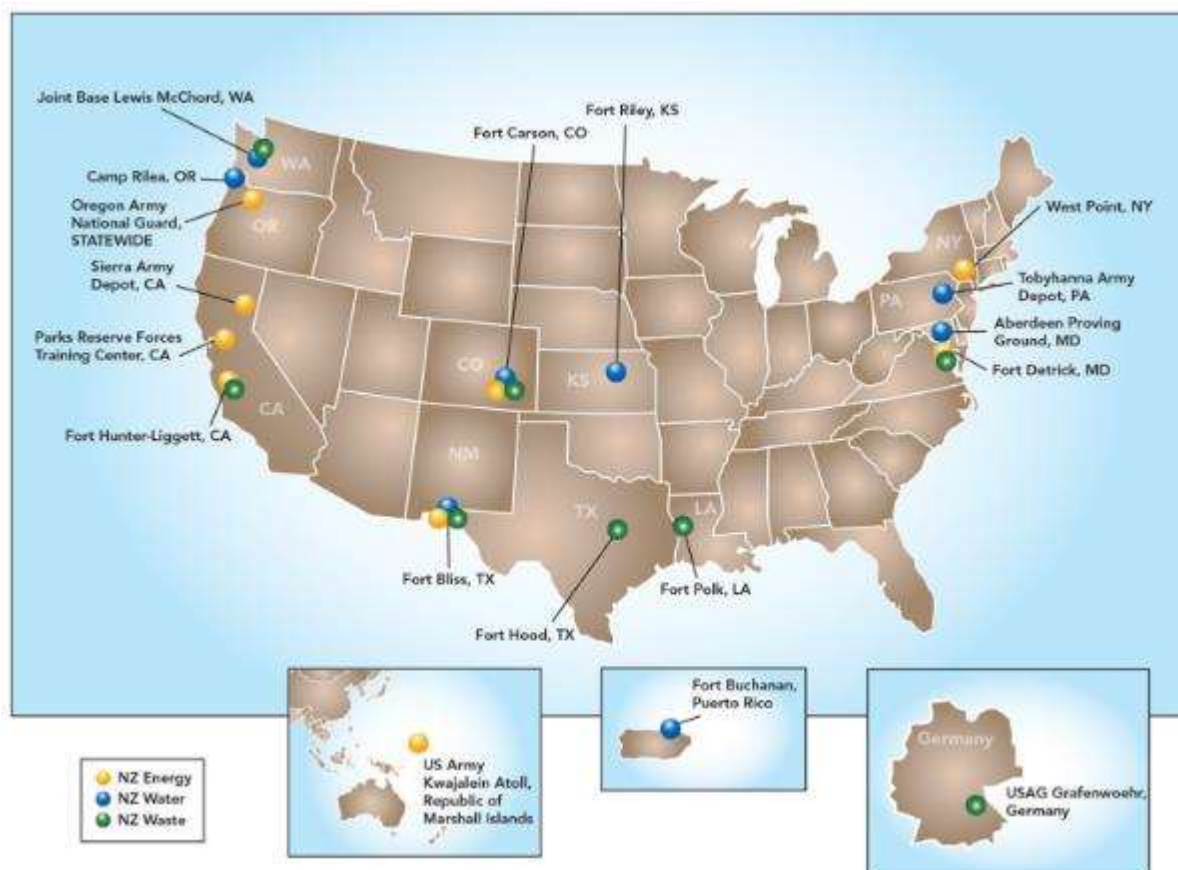 Joint Base Lewis McChord, WA
Fort Carson, CO
Fort Riley, KS
Camp Rilea, OR
Oregon Army
National Guard,
STATEWIDE
Sierra Army
Depot, CA
Parks Reserve Forces
Training Center, CA
Fort Hunter-Liggett, CA
WA
OR
CA
CO
KS
NM
TX
LA
NY
PA
West Point, NY
Tobyhanna Army
Depot, PA
Aberdeen Proving
Ground, MD
Fort Detrick, MD
Fort Bliss, TX
Fort Hood, TX
Fort Polk, LA
NZ Energy
NZ Water
NZ Waste
US Army
Kwajalein Atoll,
Republic of
Marshall Islands
Fort Buchanan,
Puerto Rico
Germany
USAG Grafenwoehr,
Germany